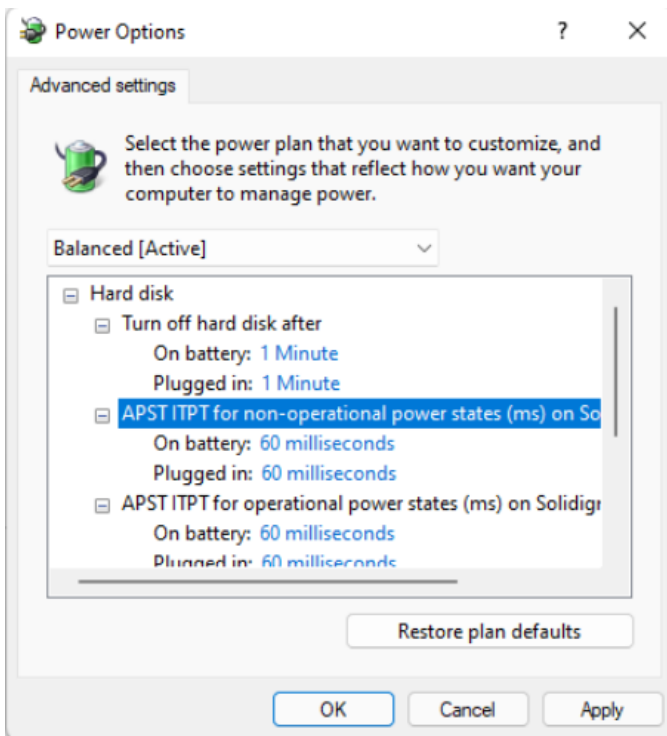 Power Options
?
Advanced settings
Select the power plan that you want to customize, and
then choose settings that reflect how you want your
computer to manage power.
Balanced [Active]
Hard disk
Turn off hard disk after
On battery: 1 Minute
Plugged in: 1 Minute
APST ITPT for non-operational power states (ms) on So
On battery: 60 milliseconds
Plugged in: 60 milliseconds
APST ITPT for operational power states (ms) on Solidigr
On battery: 60 milliseconds
Plugged in: 60 milliseconds
Restore plan defaults
OK
Cancel
Apply